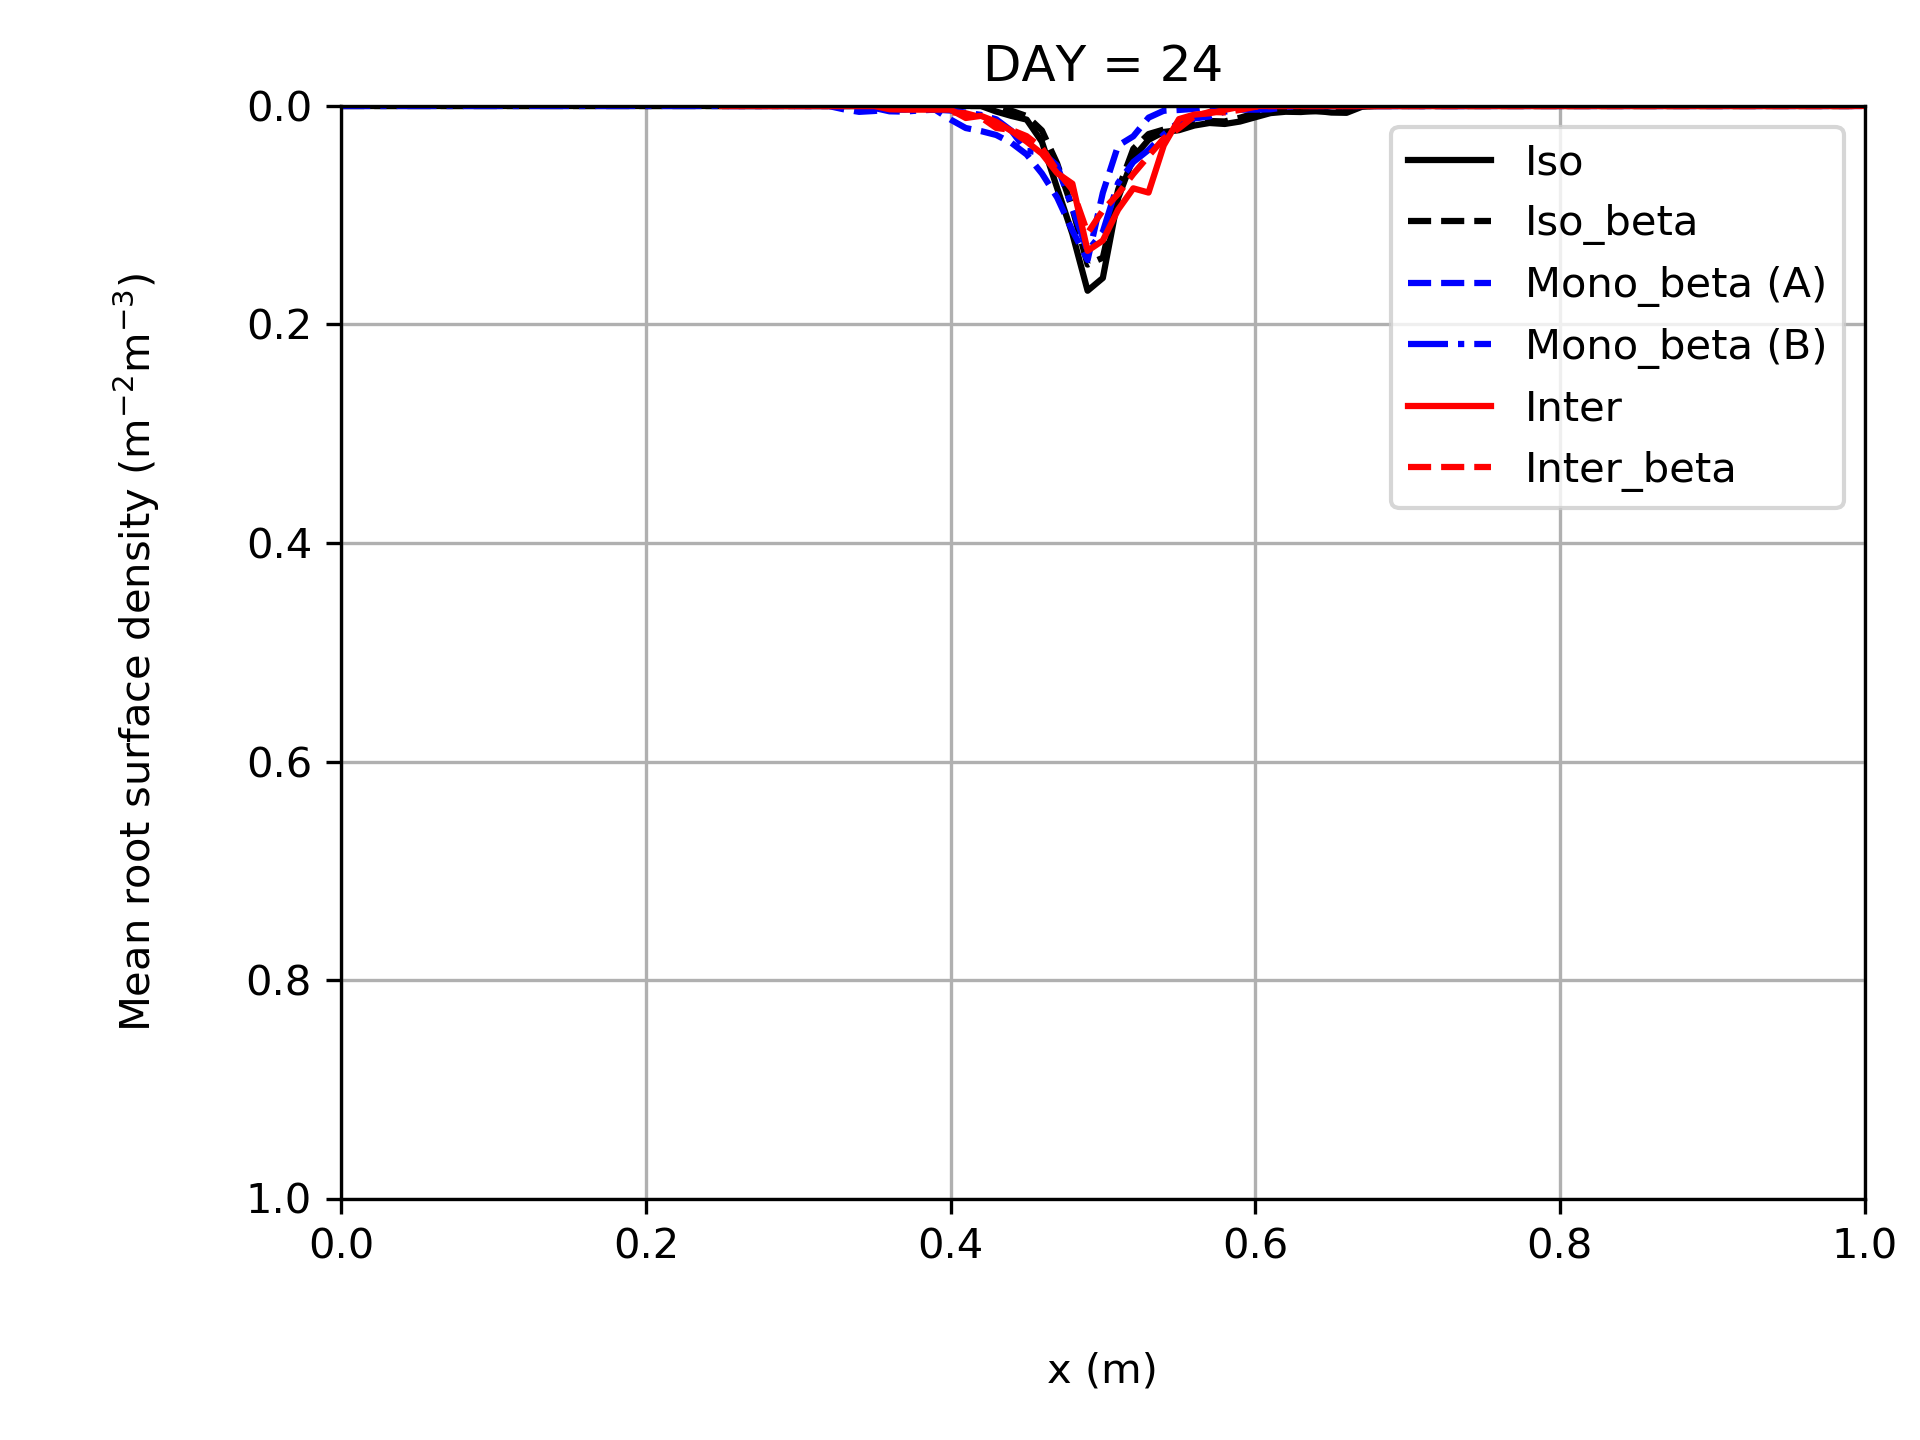 DAY = 24
0.0
0.2
0.4
0.6
0.8
1.0
Mean root surface density (m⁻²m⁻³)
0.0 0.2 0.4 0.6 0.8 1.0
x (m)
Iso
Iso_beta
Mono_beta (A)
Mono_beta (B)
Inter
Inter_beta